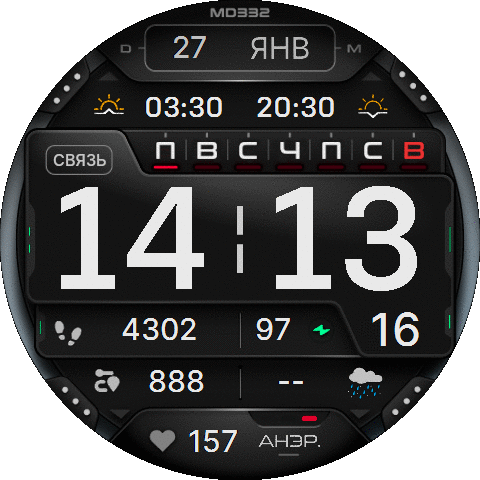 MD332
D 27 ЯНВ M
03:30 20:30
П В С Ч П С В
СВЯЗЬ
14 13
4302 97 16
888 --
157 АНЭР.